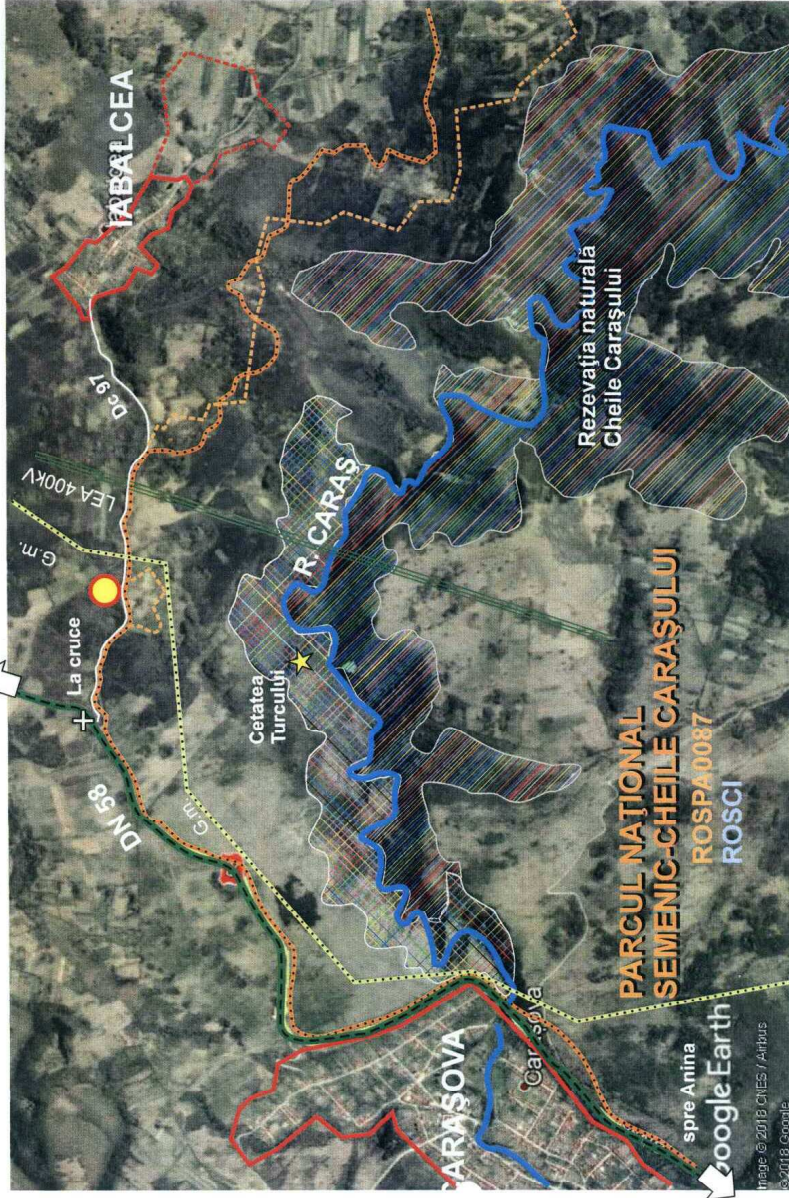 IABALCEA
Dc 97
LEA 400kV
G.m.
La cruce
DN 58
G.m.
Cetatea
Turcului
R. CARAȘ
Rezevația naturală
Cheile Carașului
PARCUL NAȚIONAL
SEMENIC-CHEILE CARAȘULUI
ROSPA0087
ROSCI
CARAȘOVA
Carașova
spre Anina
Google Earth
Image © 2018 CNES / Airbus
© 2018 Google